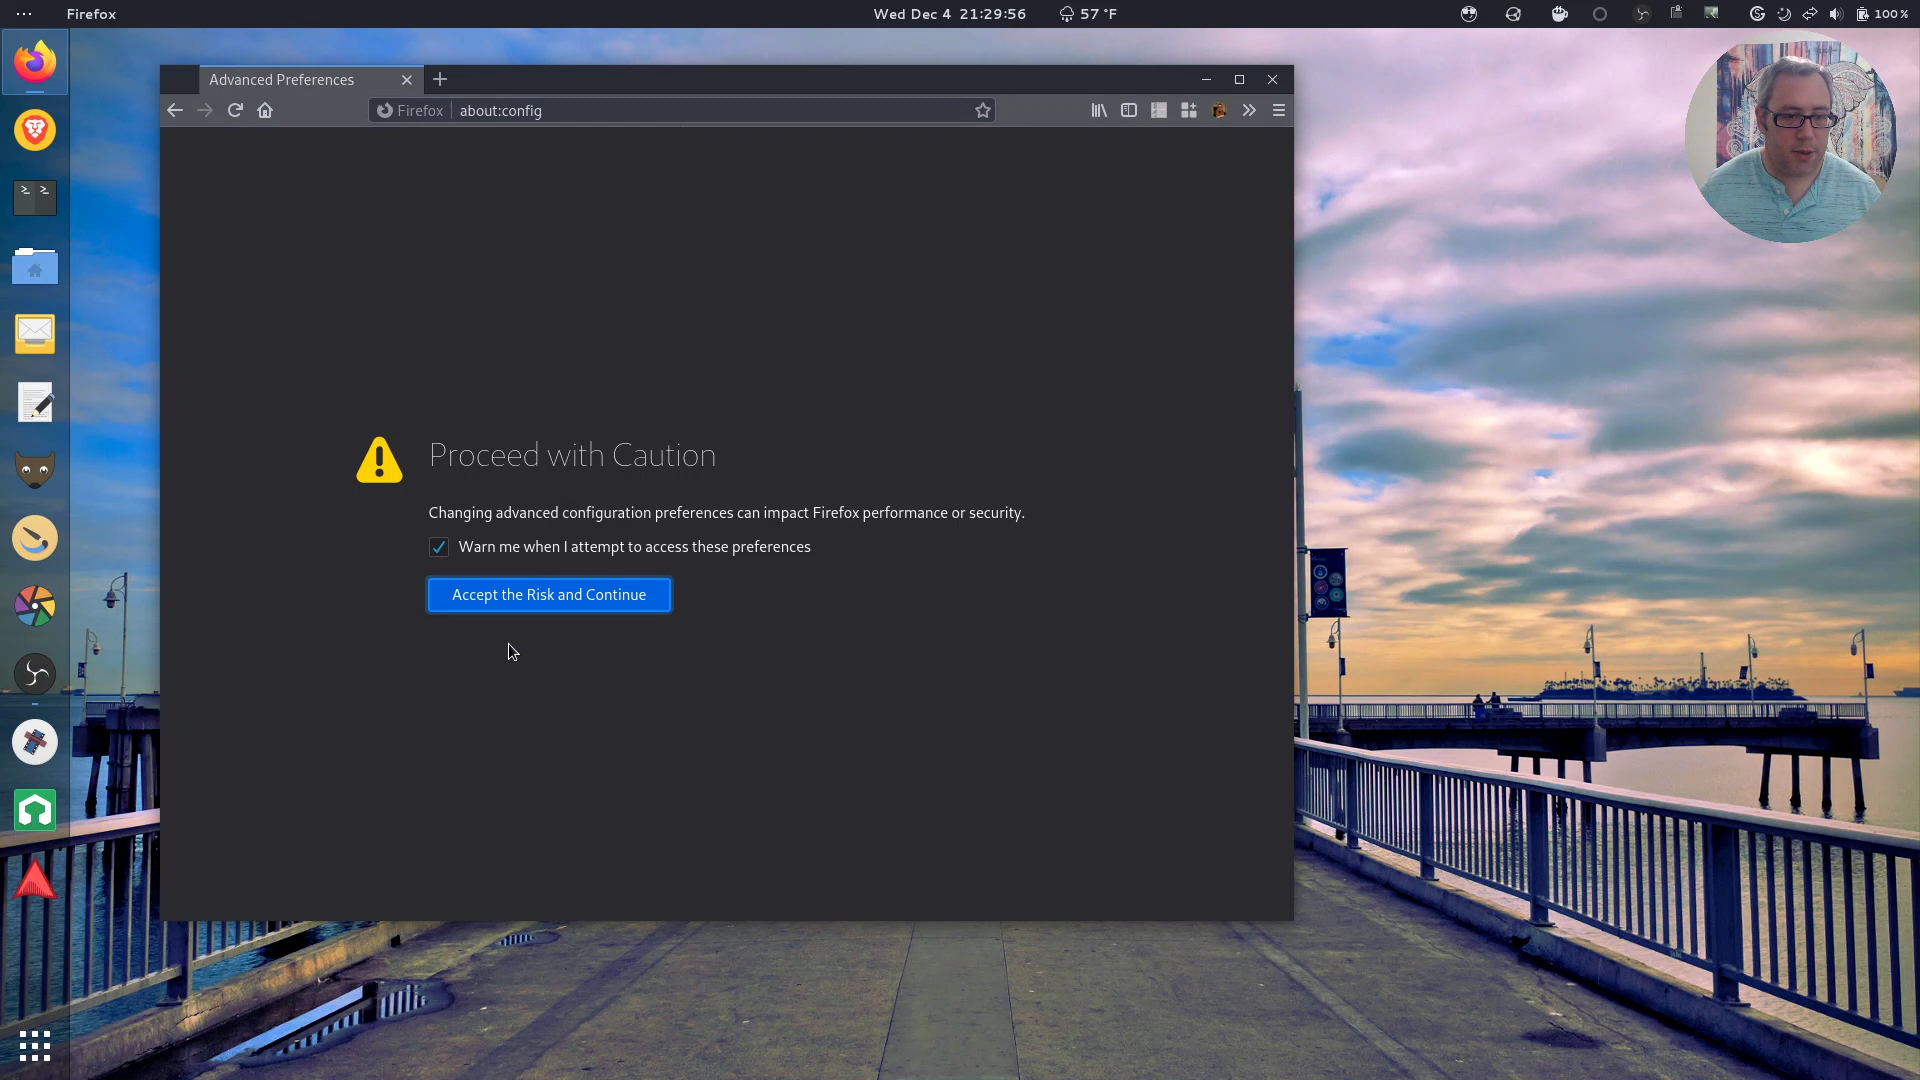 Firefox
Wed Dec 4 21:29:56
57 °F
100 %
Advanced Preferences
Firefox
about:config
Proceed with Caution
Changing advanced configuration preferences can impact Firefox performance or security.
Warn me when I attempt to access these preferences
Accept the Risk and Continue